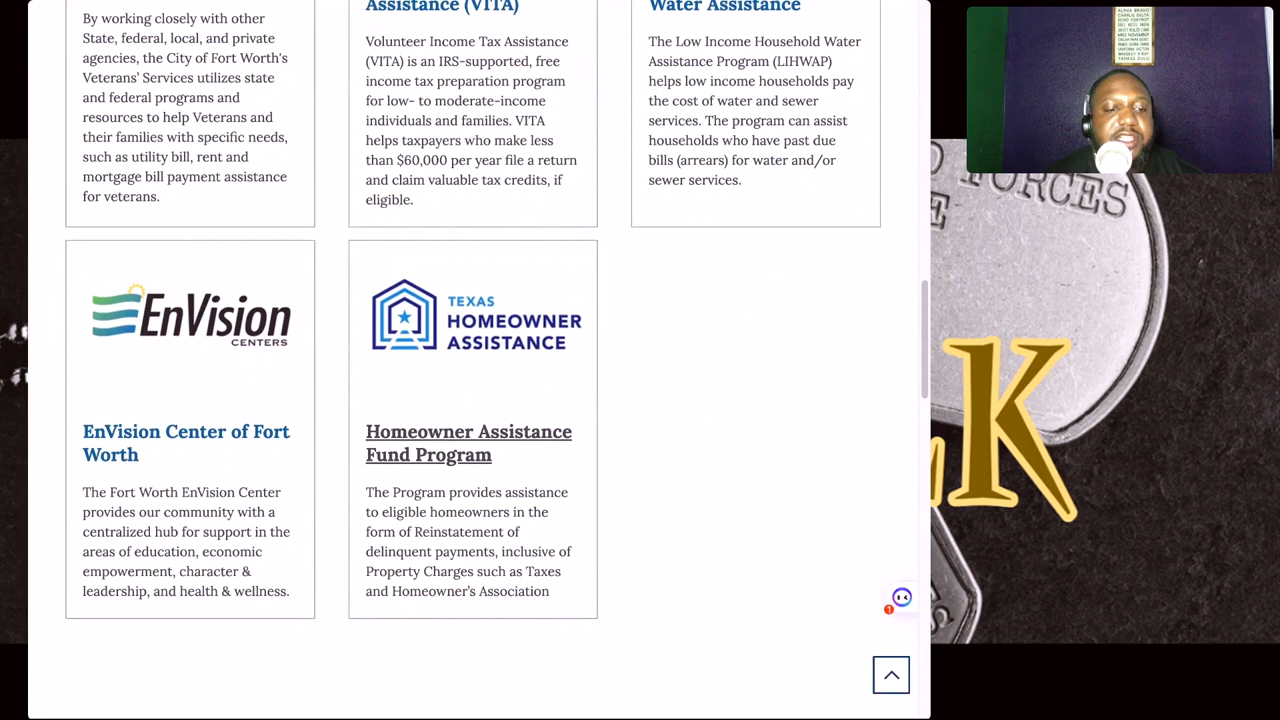 By working closely with other
State, federal, local, and private
agencies, the City of Fort Worth's
Veterans' Services utilizes state
and federal programs and
resources to help Veterans and
their families with specific needs,
such as utility bill, rent and
mortgage bill payment assistance
for veterans.
Assistance (VITA)
Volunteer Income Tax Assistance
(VITA) is an IRS-supported, free
income tax preparation program
for low- to moderate-income
individuals and families. VITA
helps taxpayers who make less
than $60,000 per year file a return
and claim valuable tax credits, if
eligible.
Water Assistance
The Low Income Household Water
Assistance Program (LIHWAP)
helps low income households pay
the cost of water and sewer
services. The program can assist
households who have past due
bills (arrears) for water and/or
sewer services.
EnVision
CENTERS
EnVision Center of Fort
Worth
The Fort Worth EnVision Center
provides our community with a
centralized hub for support in the
areas of education, economic
empowerment, character &
leadership, and health & wellness.
TEXAS
HOMEOWNER
ASSISTANCE
Homeowner Assistance
Fund Program
The Program provides assistance
to eligible homeowners in the
form of Reinstatement of
delinquent payments, inclusive of
Property Charges such as Taxes
and Homeowner's Association
1
FORCES
K